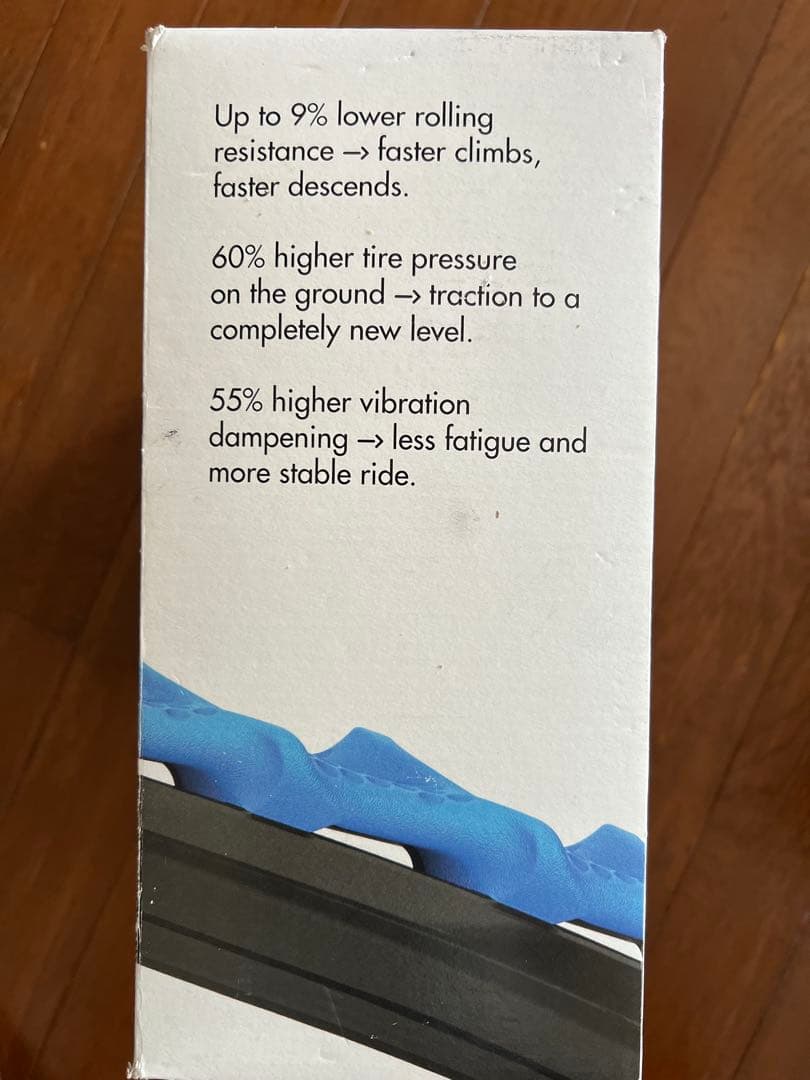 Up to 9% lower rolling
resistance –> faster climbs,
faster descends.
60% higher tire pressure
on the ground –> traction to a
completely new level.
55% higher vibration
dampening –> less fatigue and
more stable ride.